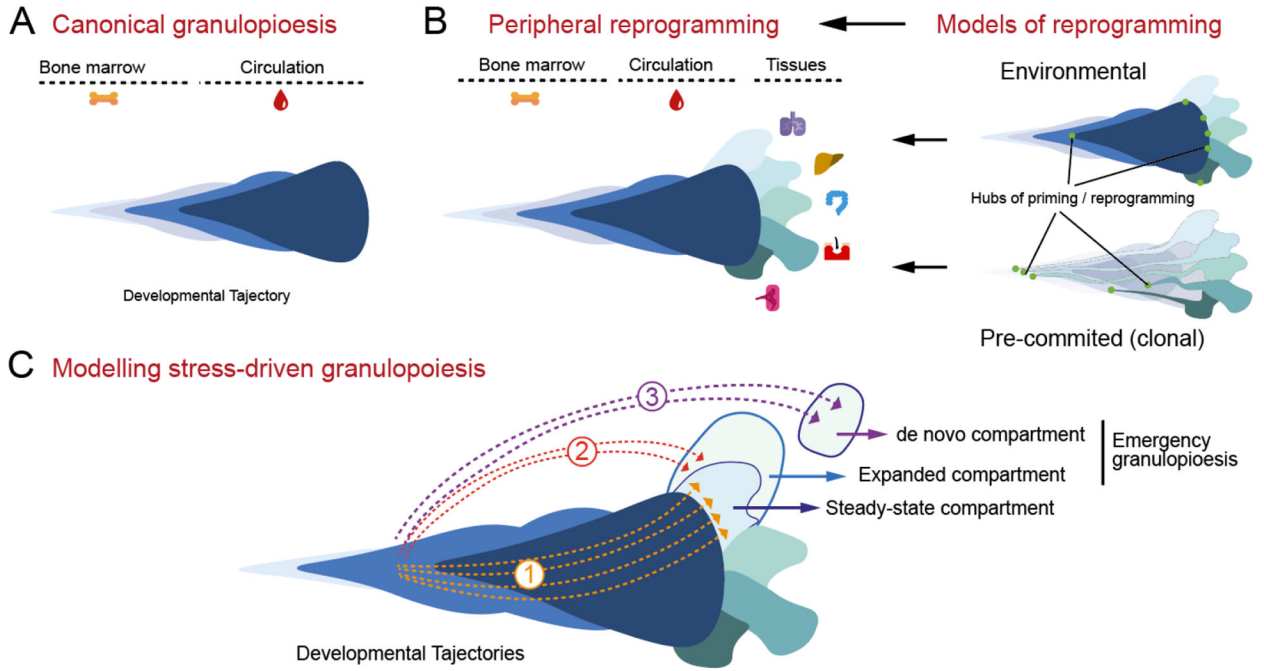 A Canonical granulopioesis
Bone marrow
Circulation
Developmental Tajectory
B Peripheral reprogramming
Bone marrow
Circulation
Tissues
Models of reprogramming
Environmental
Hubs of priming / reprogramming
Pre-commited (clonal)
C Modelling stress-driven granulopoiesis
3
2
1
de novo compartment
Expanded compartment
Steady-state compartment
Emergency
granulopioesis
Developmental Tajectories